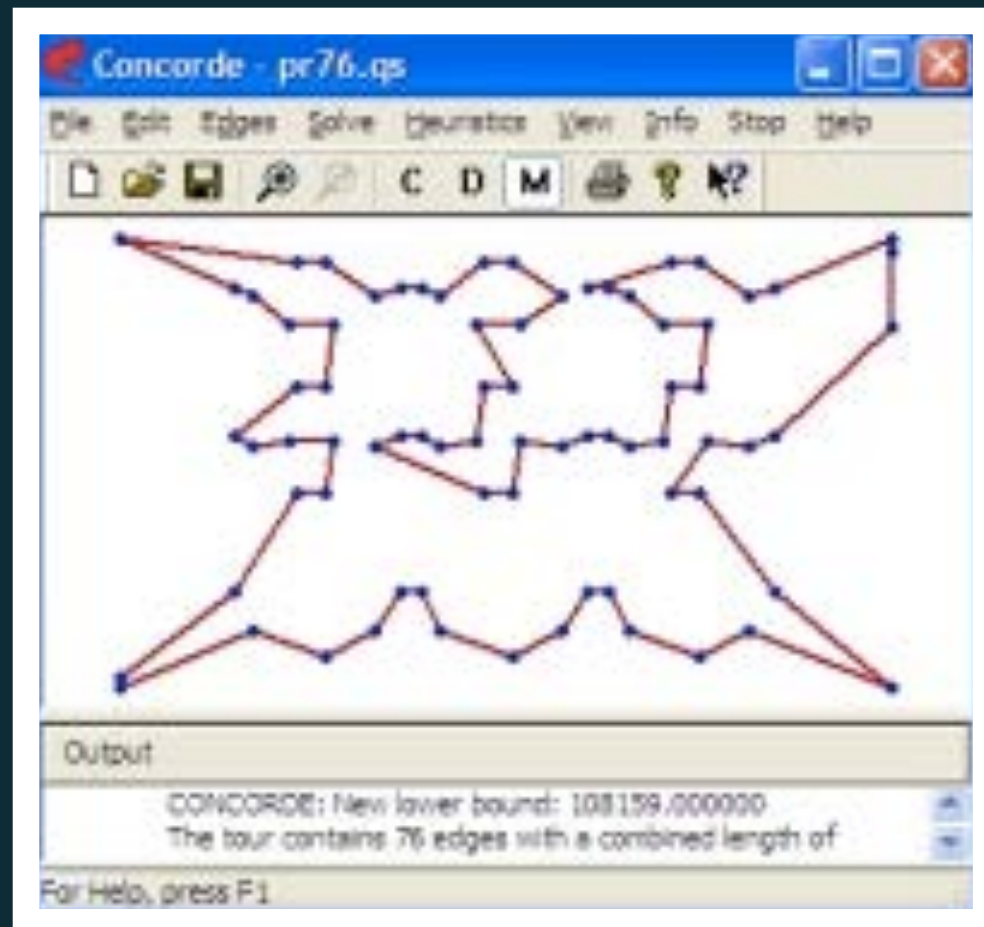 Concorde - pr76.qs
File Edit Edges Solve Heuristics View Info Stop Help
C D M
Output
CONCORDE: New lower bound: 108159.000000
The tour contains 76 edges with a combined length of
For Help, press F1